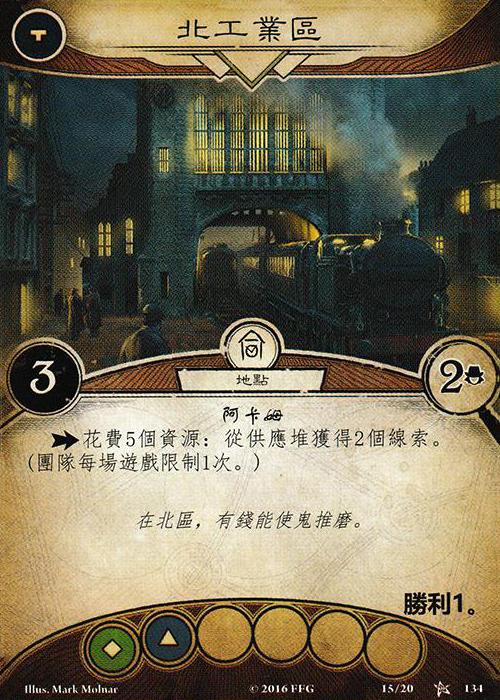 北工業區
3
地點
2
阿卡姆
花費5個資源：從供應堆獲得2個線索。
(團隊每場遊戲限制1次。)
在北區，有錢能使鬼推磨。
勝利1。
Illus. Mark Molnar © 2016 FFG 15/20 134